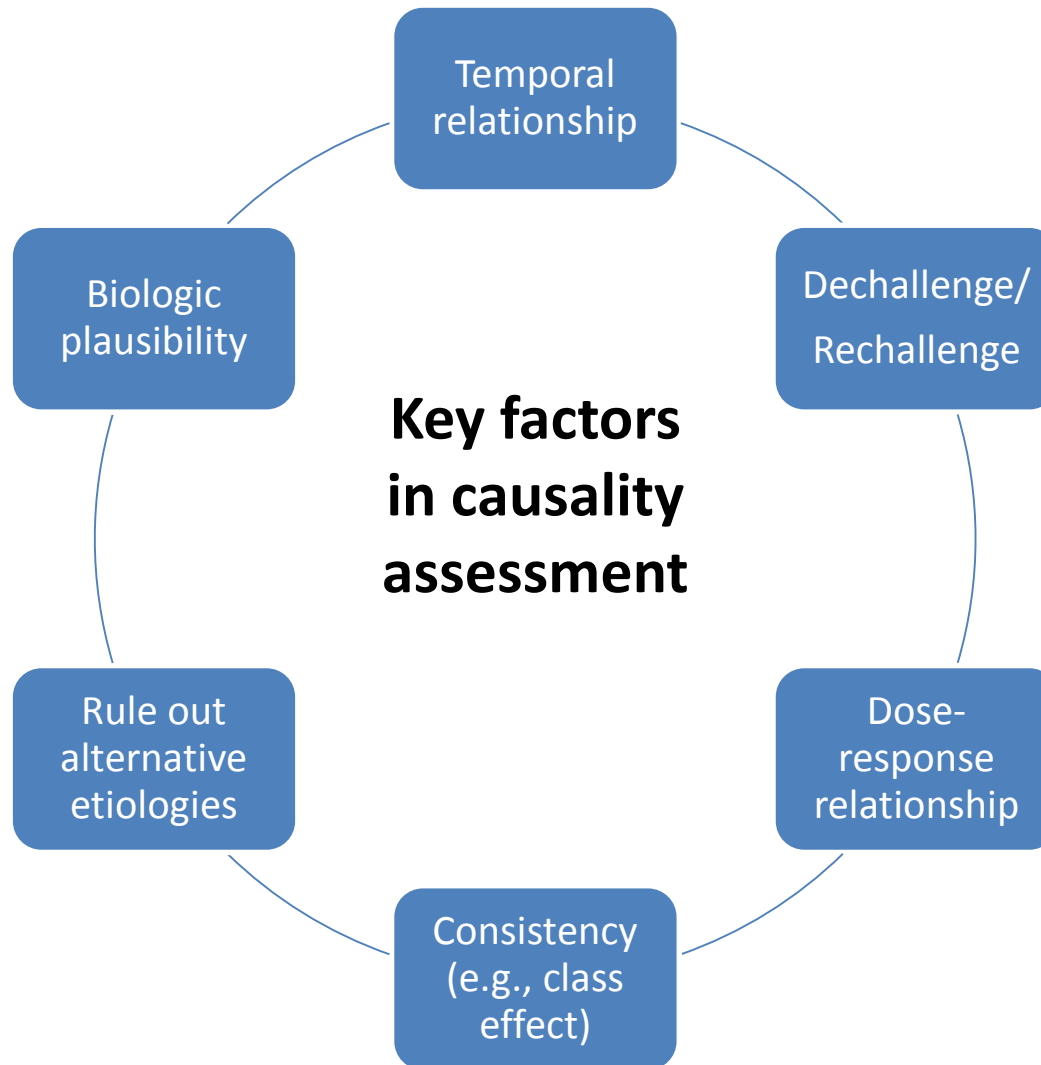 Temporal
relationship
Dechallenge/
Rechallenge
Dose-
response
relationship
Consistency
(e.g., class
effect)
Rule out
alternative
etiologies
Biologic
plausibility
Key factors
in causality
assessment